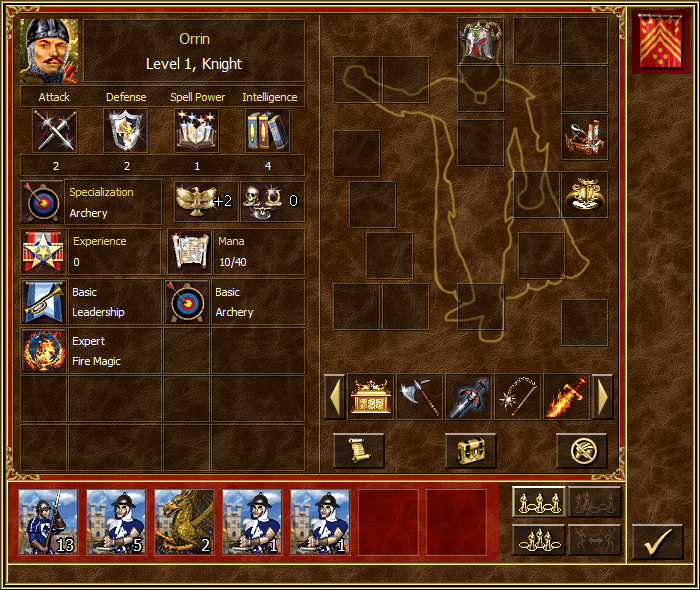 Orrin
Level 1, Knight
Attack Defense Spell Power Intelligence
2 2 1 4
Specialization
Archery
+2 0
Experience
0
Mana
10/40
Basic
Leadership
Basic
Archery
Expert
Fire Magic
13 5 2 1 1